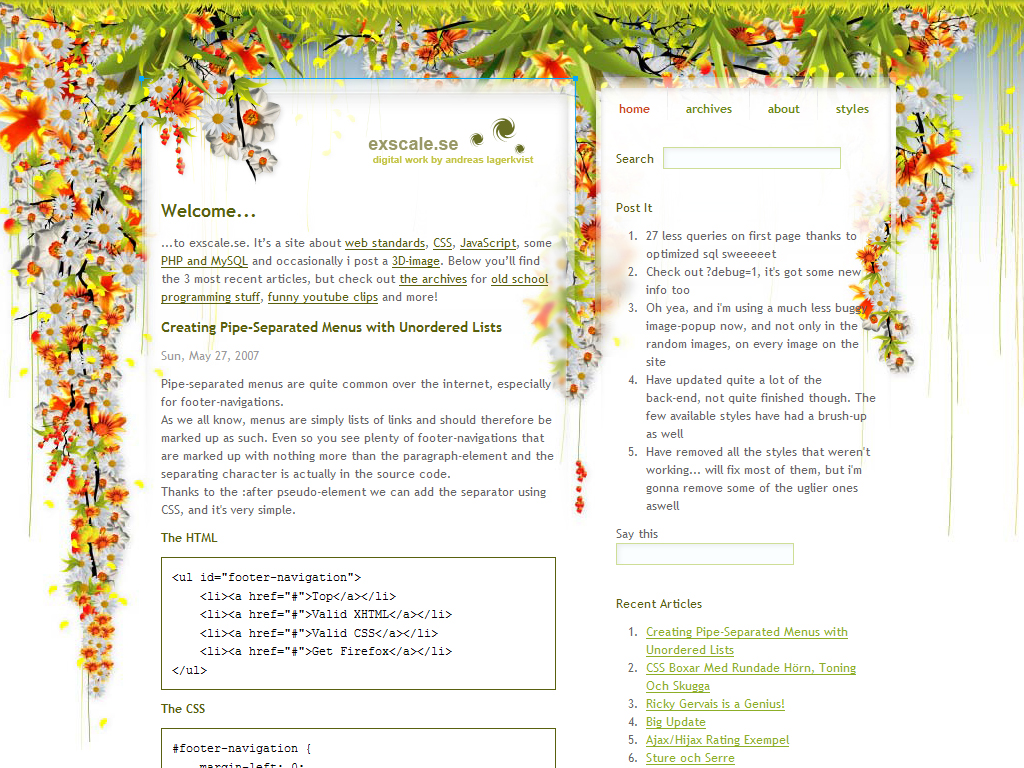 exscale.se
digital work by andreas lagerkvist
Welcome...
...to exscale.se. It's a site about web standards, CSS, JavaScript, some
PHP and MySQL and occasionally i post a 3D-image. Below you'll find
the 3 most recent articles, but check out the archives for old school
programming stuff, funny youtube clips and more!
Creating Pipe-Separated Menus with Unordered Lists
Sun, May 27, 2007
Pipe-separated menus are quite common over the internet, especially
for footer-navigations.
As we all know, menus are simply lists of links and should therefore be
marked up as such. Even so you see plenty of footer-navigations that
are marked up with nothing more than the paragraph-element and the
separating character is actually in the source code.
Thanks to the :after pseudo-element we can add the separator using
CSS, and it's very simple.
The HTML
<ul id="footer-navigation">
    <li><a href="#">Top</a></li>
    <li><a href="#">Valid XHTML</a></li>
    <li><a href="#">Valid CSS</a></li>
    <li><a href="#">Get Firefox</a></li>
</ul>
The CSS
#footer-navigation {
    margin-left: 0;
home archives about styles
Search
Post It
1. 27 less queries on first page thanks to
optimized sql sweeeeet
2. Check out ?debug=1, it's got some new
info too
3. Oh yea, and i'm using a much less buggy
image-popup now, and not only in the
random images, on every image on the
site
4. Have updated quite a lot of the
back-end, not quite finished though. The
few available styles have had a brush-up
as well
5. Have removed all the styles that weren't
working... will fix most of them, but i'm
gonna remove some of the uglier ones
aswell
Say this
Recent Articles
1. Creating Pipe-Separated Menus with
Unordered Lists
2. CSS Boxar Med Rundade Hörn, Toning
Och Skugga
3. Ricky Gervais is a Genius!
4. Big Update
5. Ajax/Hijax Rating Exempel
6. Sture och Serre